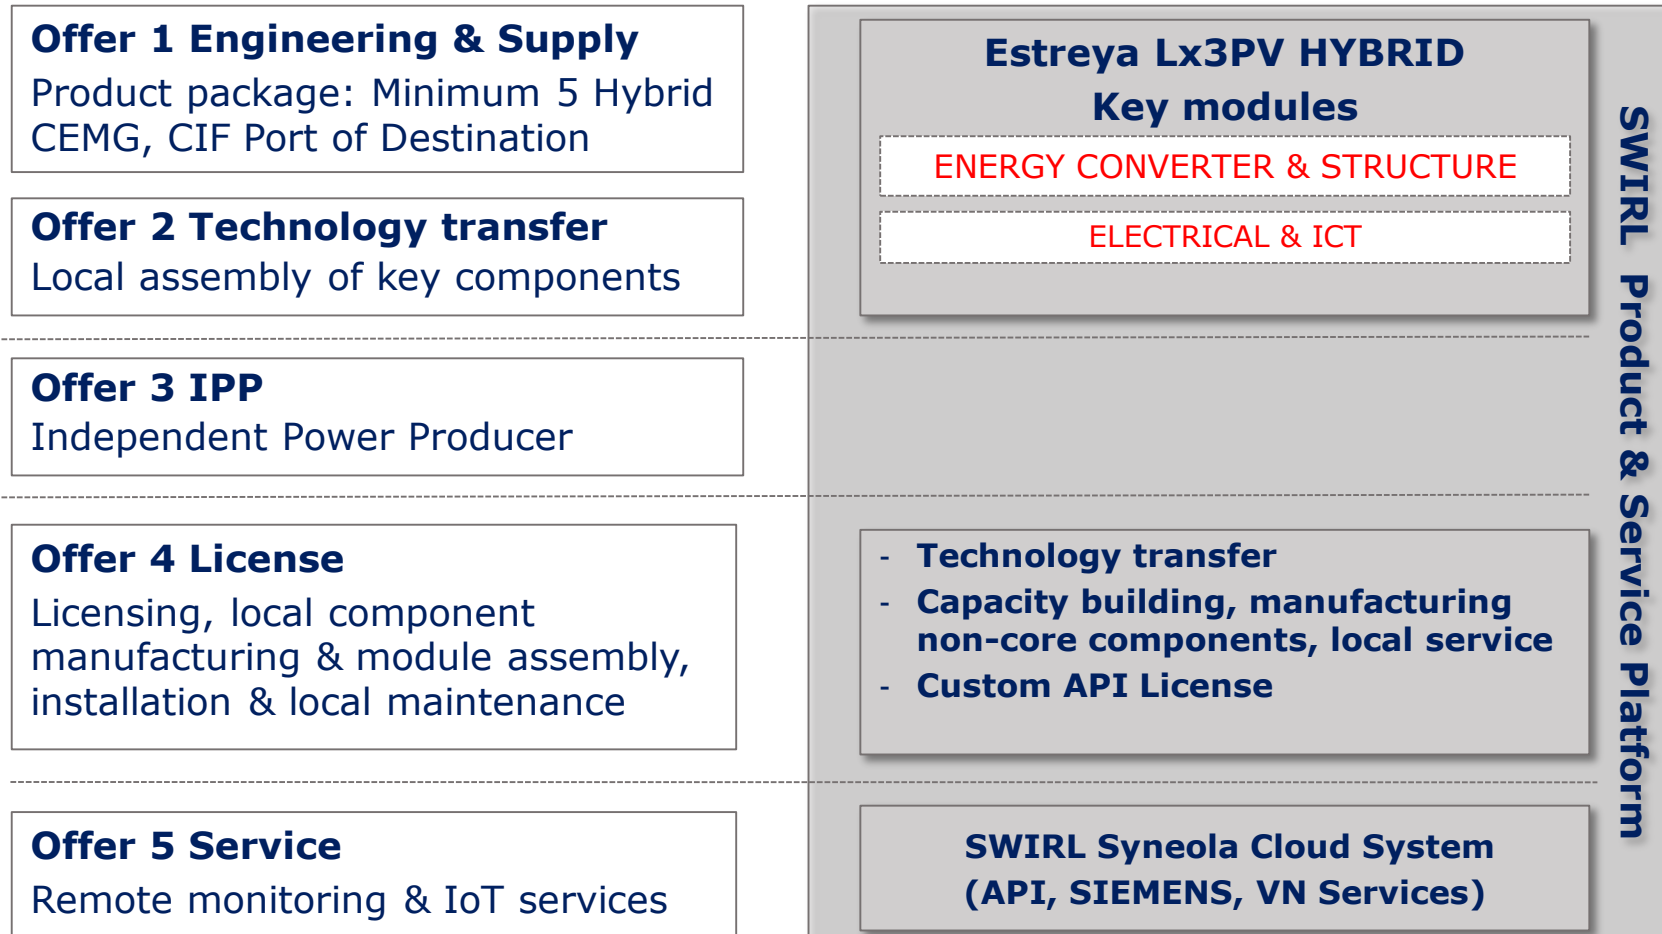 Offer 1 Engineering & Supply
Product package: Minimum 5 Hybrid
CEMG, CIF Port of Destination
Offer 2 Technology transfer
Local assembly of key components
Offer 3 IPP
Independent Power Producer
Offer 4 License
Licensing, local component
manufacturing & module assembly,
installation & local maintenance
Offer 5 Service
Remote monitoring & IoT services
Estreya Lx3PV HYBRID
Key modules
ENERGY CONVERTER & STRUCTURE
ELECTRICAL & ICT
- Technology transfer
- Capacity building, manufacturing
non-core components, local service
- Custom API License
SWIRL Syneola Cloud System
(API, SIEMENS, VN Services)
SWIRL Product & Service Platform